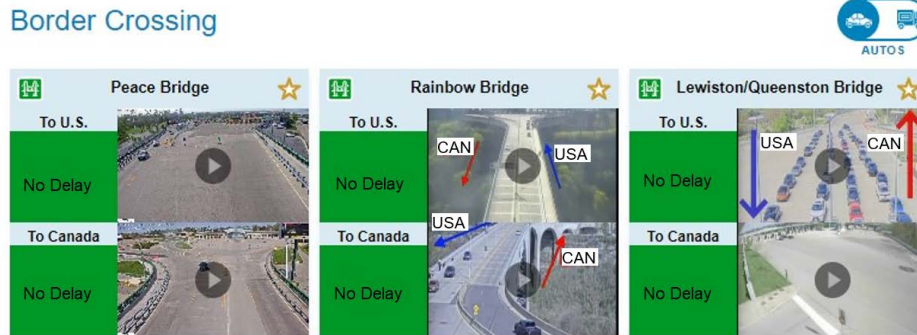 Border Crossing
AUTOS
Peace Bridge
To U.S.
No Delay
To Canada
No Delay
Rainbow Bridge
To U.S.
No Delay
CAN
USA
To Canada
No Delay
USA
CAN
Lewiston/Queenston Bridge
To U.S.
No Delay
USA
CAN
To Canada
No Delay